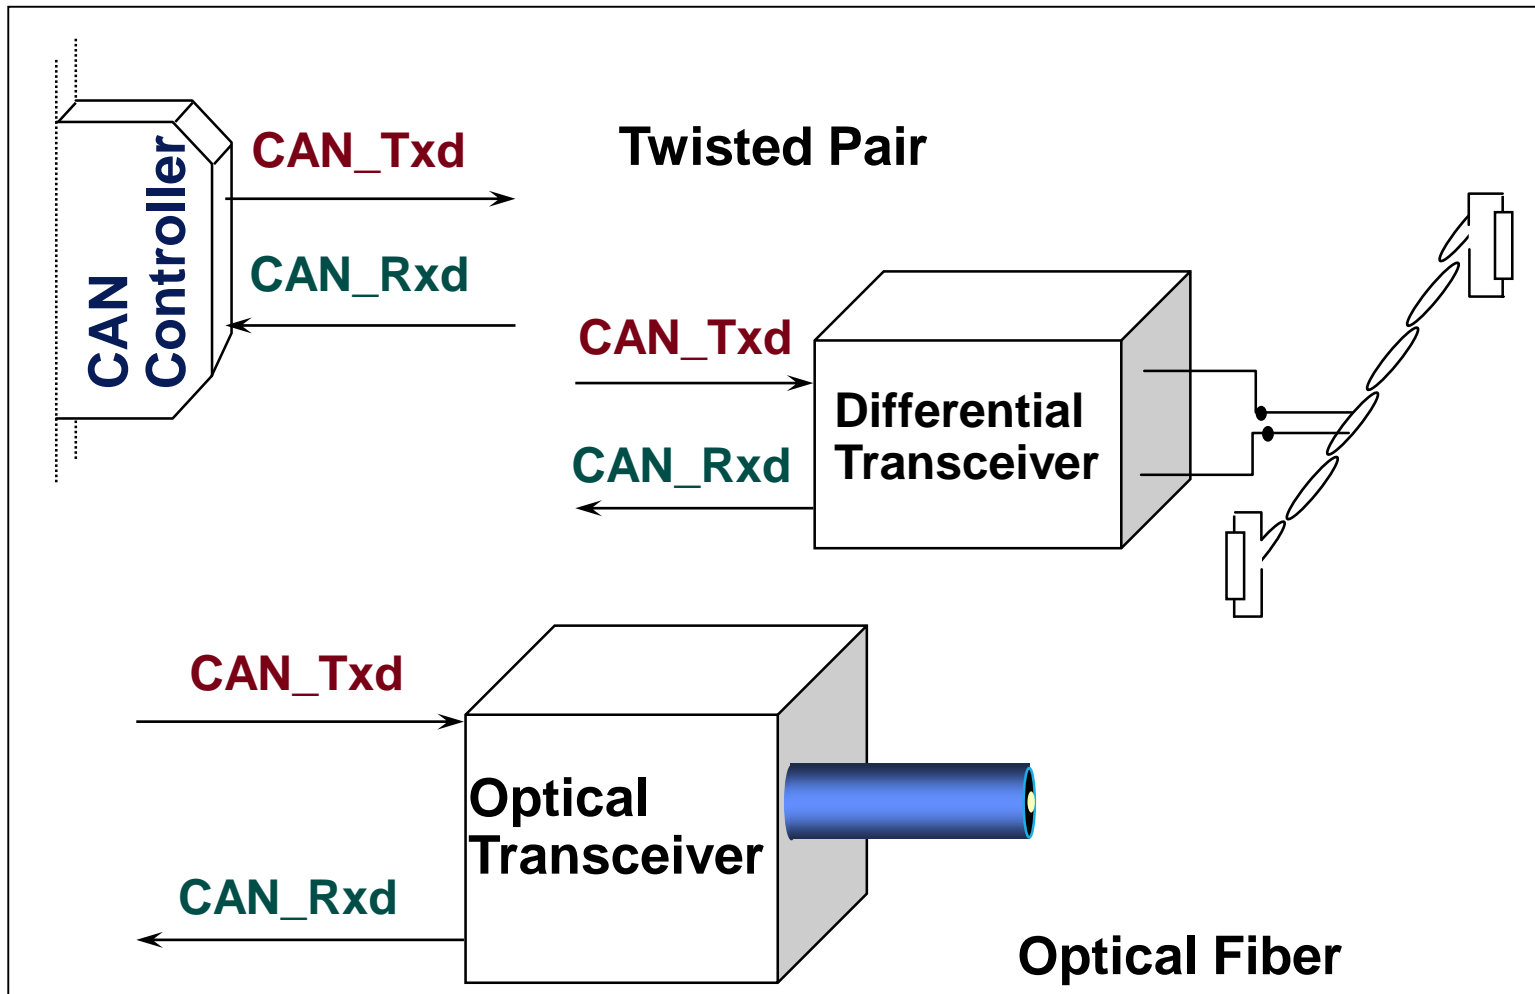 CAN
Controller
CAN_Txd
CAN_Rxd
Twisted Pair
CAN_Txd
CAN_Rxd
Differential
Transceiver
CAN_Txd
CAN_Rxd
Optical
Transceiver
Optical Fiber